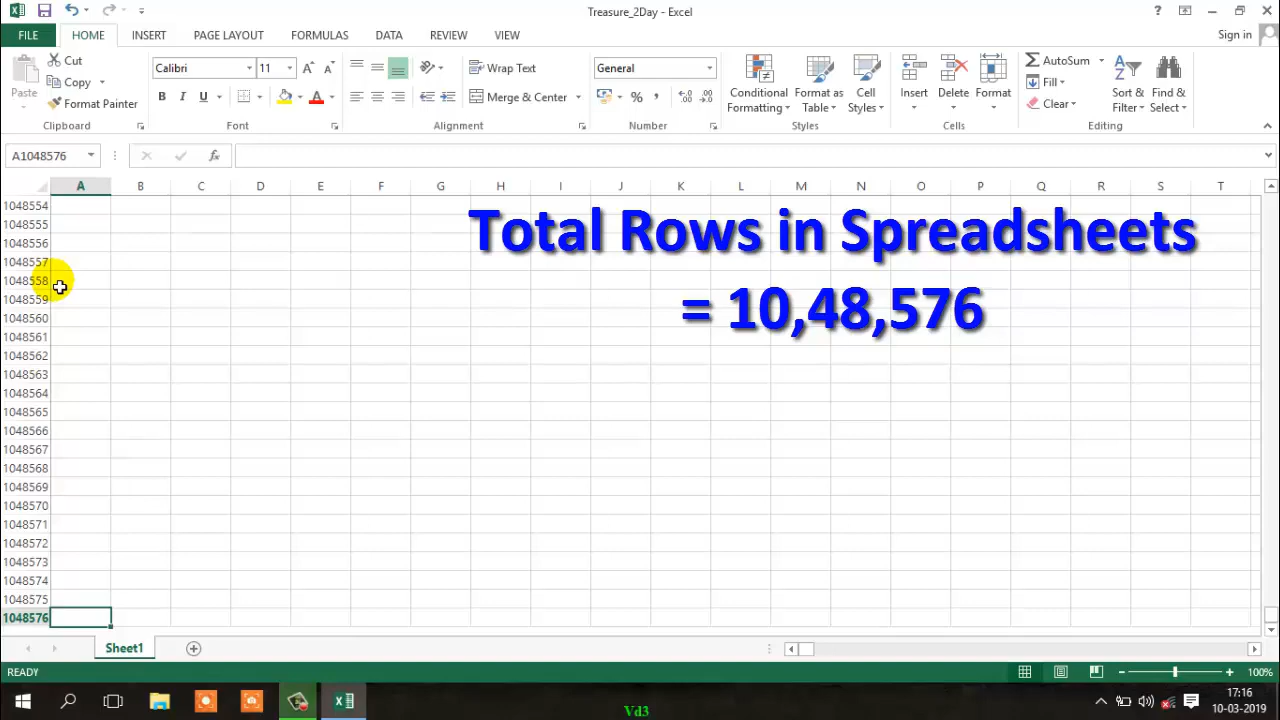 Treasure_2Day - Excel
?
FILE HOME INSERT PAGE LAYOUT FORMULAS DATA REVIEW VIEW Sign in
Cut
Copy
Format Painter
Paste
Clipboard
Calibri 11
B I U
Font
Wrap Text
Merge & Center
Alignment
General
%
Number
Conditional Formatting
Format as Table
Cell Styles
Styles
Insert
Delete
Format
Cells
AutoSum
Fill
Clear
Sort & Filter
Find & Select
Editing
A1048576 fx
A B C D E F G H I J K L M N O P Q R S T
1048554
1048555
1048556
1048557
1048558
1048559
1048560
1048561
1048562
1048563
1048564
1048565
1048566
1048567
1048568
1048569
1048570
1048571
1048572
1048573
1048574
1048575
1048576
Total Rows in Spreadsheets
= 10,48,576
Sheet1
READY
100%
17:16
10-03-2019
Vd3